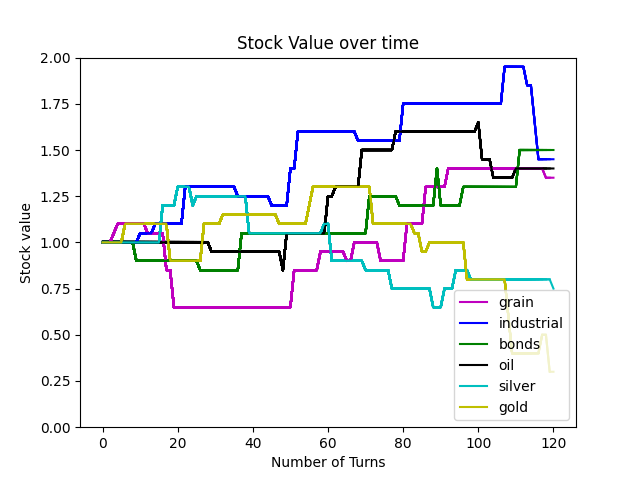 Stock Value over time
Stock value
2.00
1.75
1.50
1.25
1.00
0.75
0.50
0.25
0.00
0 20 40 60 80 100 120
Number of Turns
grain
industrial
bonds
oil
silver
gold